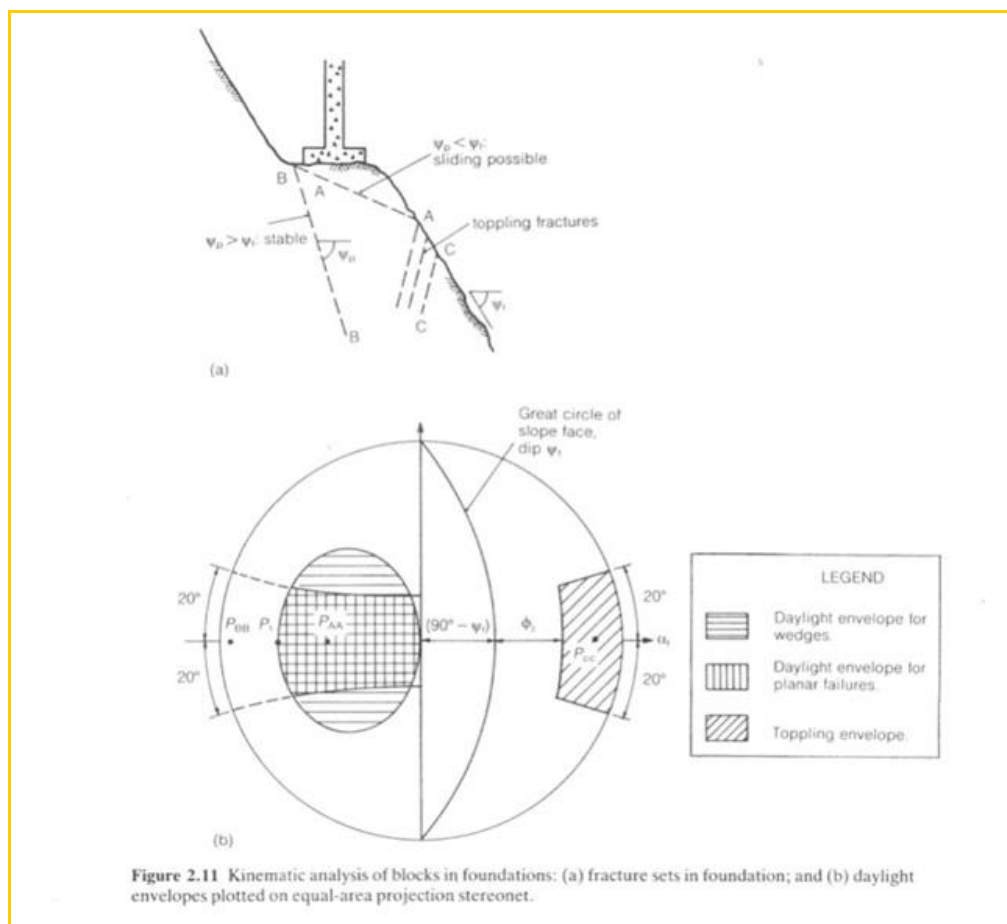 ψp < ψf:
sliding possible
B
A
A
toppling fractures
ψp > ψf: stable
C
ψp
ψf
C
B
(a)
Great circle of
slope face,
dip ψf
20°
20°
PBB
Pf
PAA
(90° − ψf)
PCC
αf
20°
20°
LEGEND
Daylight envelope for
wedges.
Daylight envelope for
planar failures.
Toppling envelope.
(b)
Figure 2.11 Kinematic analysis of blocks in foundations: (a) fracture sets in foundation; and (b) daylight
envelopes plotted on equal-area projection stereonet.